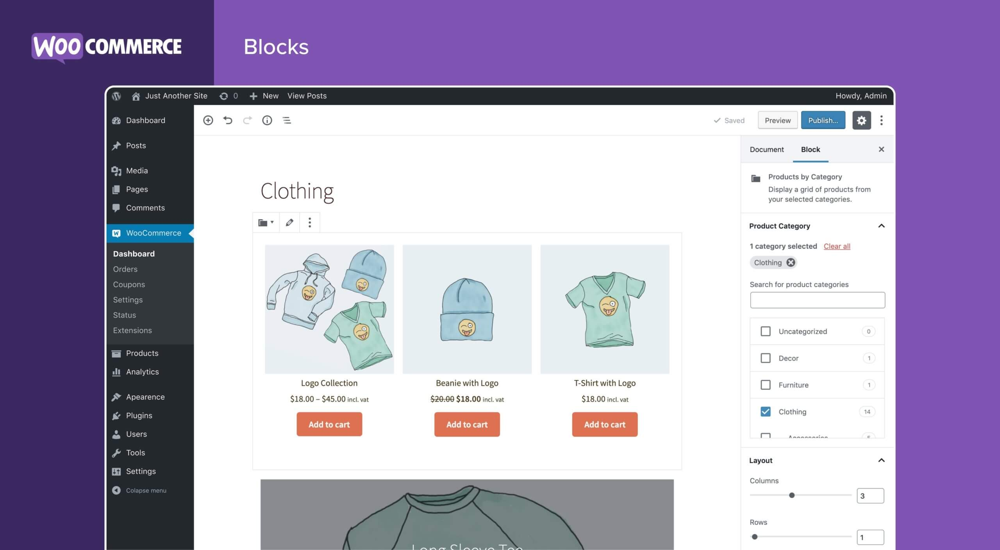 WOO COMMERCE
Blocks
Just Another Site 0 New View Posts Howdy, Admin
Dashboard
Posts
Media
Pages
Comments
WooCommerce
Dashboard
Orders
Coupons
Settings
Status
Extensions
Products
Analytics
Apearence
Plugins
Users
Tools
Settings
Colapse menu
Saved Preview Publish...
Clothing
Logo Collection
$18.00 – $45.00 incl. vat
Add to cart
Beanie with Logo
$20.00 $18.00 incl. vat
Add to cart
T-Shirt with Logo
$18.00 incl. vat
Add to cart
Long Sleeve Tee
Document Block
Products by Category
Display a grid of products from
your selected categories.
Product Category
1 category selected Clear all
Clothing
Search for product categories
Uncategorized 0
Decor 1
Furniture 1
Clothing 14
Accessories 5
Layout
Columns
3
Rows
1